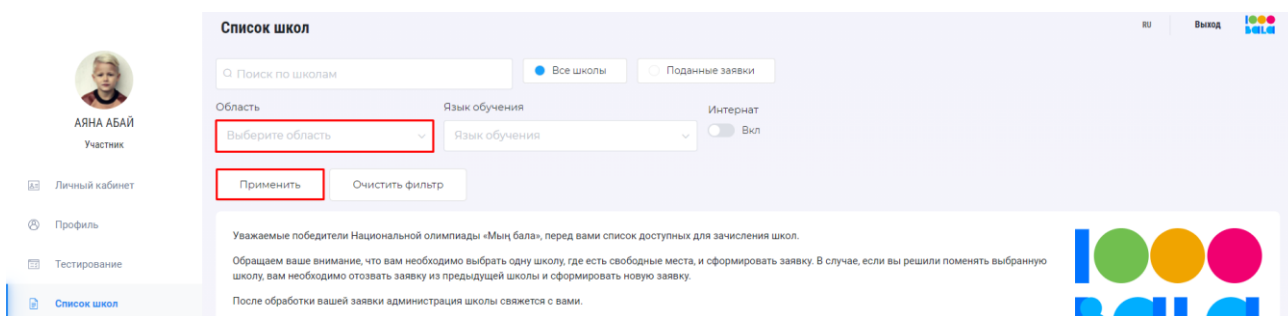 Список школ
RU
Выход
1000
bala
Поиск по школам
Все школы
Поданные заявки
АЯНА АБАЙ
Участник
Область
Язык обучения
Интернат
Выберите область
Язык обучения
Вкл
Применить
Очистить фильтр
Личный кабинет
Профиль
Тестирование
Список школ
Уважаемые победители Национальной олимпиады «Мың бала», перед вами список доступных для зачисления школ.
Обращаем ваше внимание, что вам необходимо выбрать одну школу, где есть свободные места, и сформировать заявку. В случае, если вы решили поменять выбранную
школу, вам необходимо отозвать заявку из предыдущей школы и сформировать новую заявку.
После обработки вашей заявки администрация школы свяжется с вами.